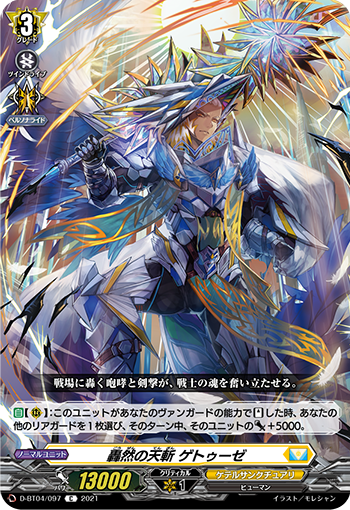 3
グレード
ツインドライブ
ペルソナライド
戦場に轟く咆哮と剣撃が、戦士の魂を奮い立たせる。
【自】【(R)】:このユニットがあなたのヴァンガードの能力で【スタンド】した時、あなたの
他のリアガードを1枚選び、そのターン中、そのユニットのパワー+5000。
ノーマルユニット
轟然の天斬 ゲトゥーゼ
パワー 13000
クリティカル
1
ケテルサンクチュアリ
ヒューマン
D-BT04/097 C 2021
イラスト/モレシャン